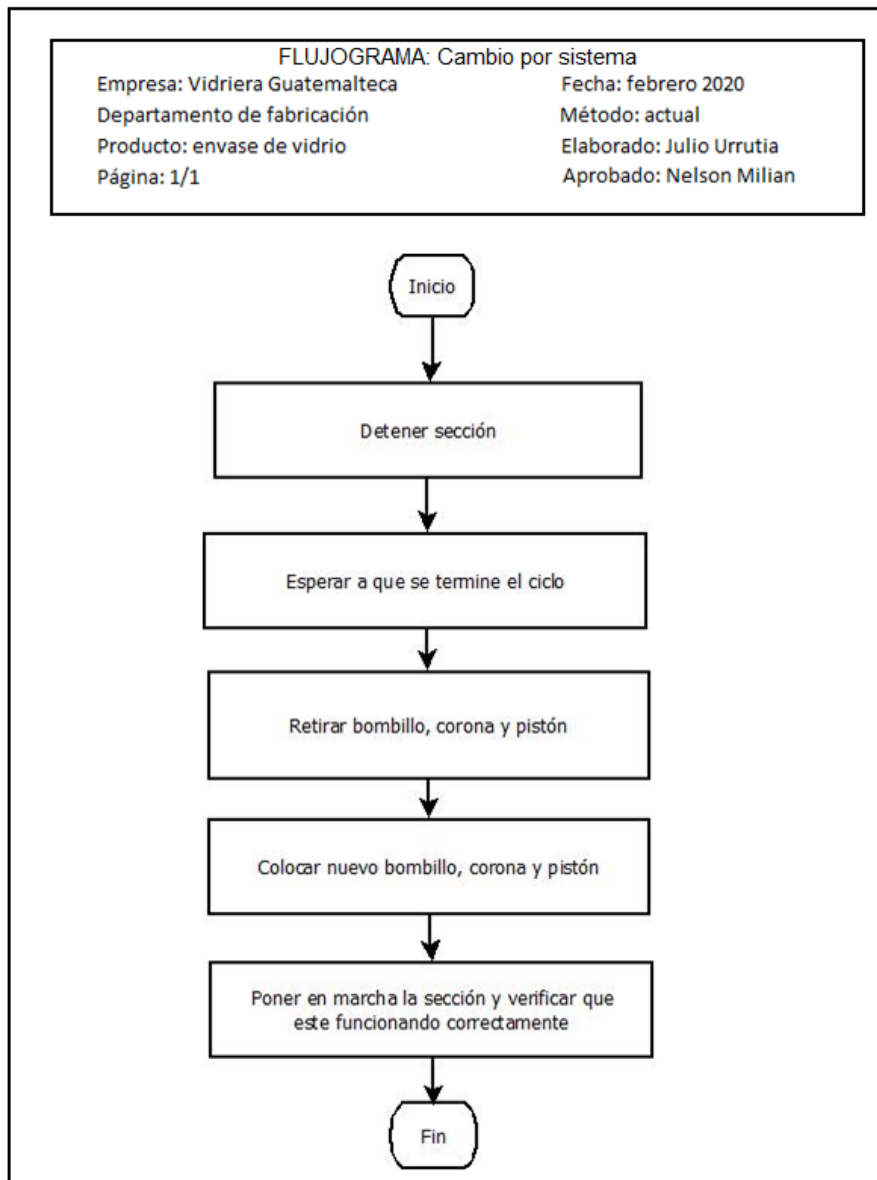 FLUJOGRAMA: Cambio por sistema
Empresa: Vidriera Guatemalteca
Fecha: febrero 2020
Departamento de fabricación
Método: actual
Producto: envase de vidrio
Elaborado: Julio Urrutia
Página: 1/1
Aprobado: Nelson Milian
Inicio
Detener sección
Esperar a que se termine el ciclo
Retirar bombillo, corona y pistón
Colocar nuevo bombillo, corona y pistón
Poner en marcha la sección y verificar que
este funcionando correctamente
Fin